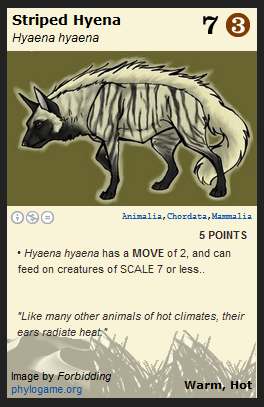 Striped Hyena
Hyaena hyaena
7 3
Animalia,Chordata,Mammalia
5 POINTS
• Hyaena hyaena has a MOVE of 2, and can
feed on creatures of SCALE 7 or less..
"Like many other animals of hot climates, their
ears radiate heat."
Image by Forbidding
phylogame.org
Warm, Hot